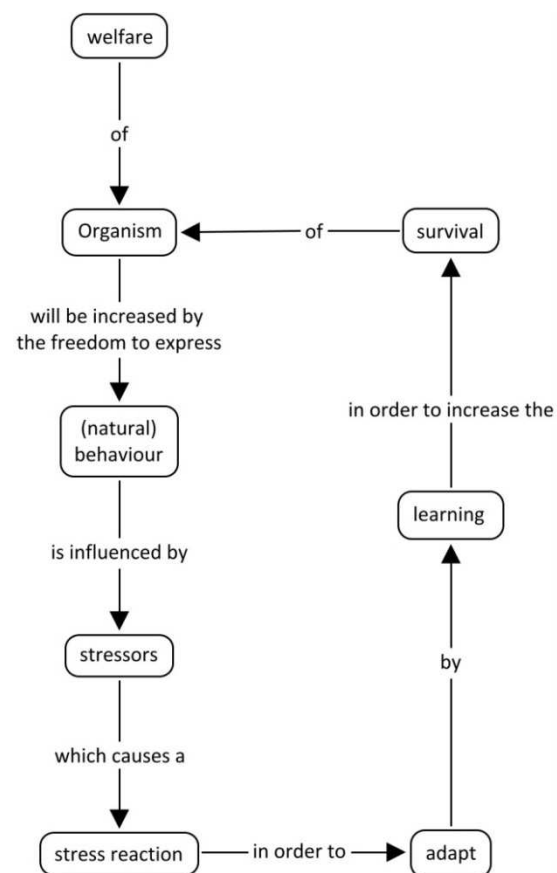 welfare
of
Organism
of
survival
will be increased by
the freedom to express
(natural)
behaviour
in order to increase the
learning
is influenced by
stressors
by
which causes a
stress reaction
in order to
adapt